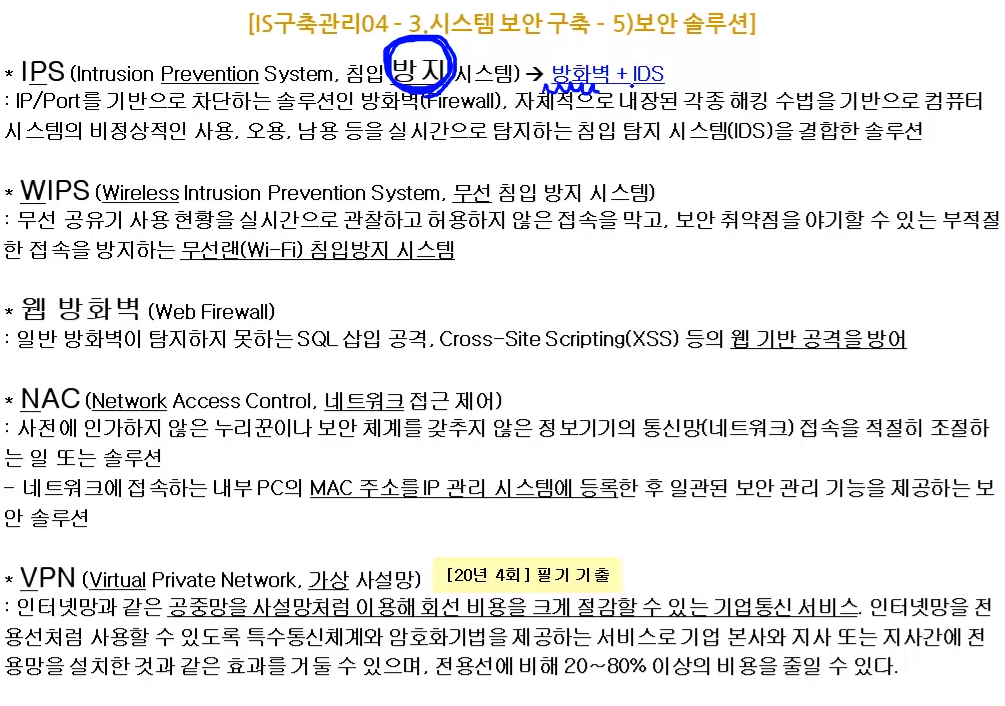 [IS구축관리04 - 3.시스템 보안 구축 - 5)보안 솔루션]
* IPS (Intrusion Prevention System, 침입 방지 시스템) → 방화벽 + IDS
: IP/Port를 기반으로 차단하는 솔루션인 방화벽(Firewall), 자체적으로 내장된 각종 해킹 수법을 기반으로 컴퓨터
시스템의 비정상적인 사용, 오용, 남용 등을 실시간으로 탐지하는 침입 탐지 시스템(IDS)을 결합한 솔루션
* WIPS (Wireless Intrusion Prevention System, 무선 침입 방지 시스템)
: 무선 공유기 사용 현황을 실시간으로 관찰하고 허용하지 않은 접속을 막고, 보안 취약점을 야기할 수 있는 부적절
한 접속을 방지하는 무선랜(Wi-Fi) 침입방지 시스템
* 웹 방화벽 (Web Firewall)
: 일반 방화벽이 탐지하지 못하는 SQL 삽입 공격, Cross-Site Scripting(XSS) 등의 웹 기반 공격을 방어
* NAC (Network Access Control, 네트워크 접근 제어)
: 사전에 인가하지 않은 누리꾼이나 보안 체계를 갖추지 않은 정보기기의 통신망(네트워크) 접속을 적절히 조절하
는 일 또는 솔루션
- 네트워크에 접속하는 내부 PC의 MAC 주소를 IP 관리 시스템에 등록한 후 일관된 보안 관리 기능을 제공하는 보
안 솔루션
* VPN (Virtual Private Network, 가상 사설망) [20년 4회] 필기 기출
: 인터넷망과 같은 공중망을 사설망처럼 이용해 회선 비용을 크게 절감할 수 있는 기업통신 서비스. 인터넷망을 전
용선처럼 사용할 수 있도록 특수통신체계와 암호화기법을 제공하는 서비스로 기업 본사와 지사 또는 지사간에 전
용망을 설치한 것과 같은 효과를 거둘 수 있으며, 전용선에 비해 20~80% 이상의 비용을 줄일 수 있다.